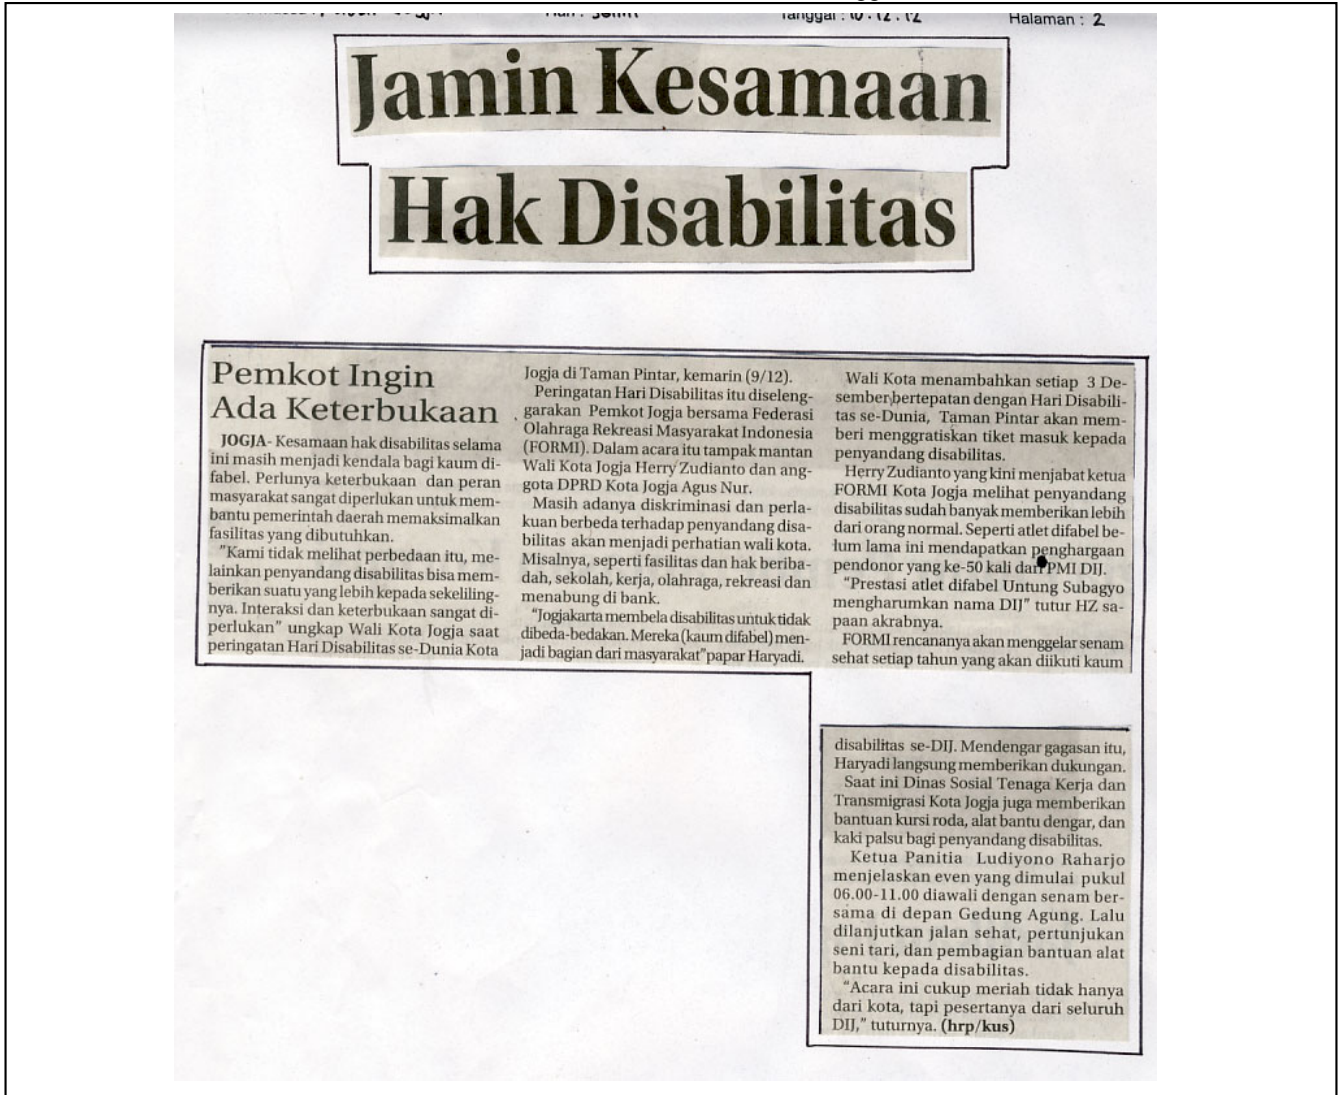 Tanggal : 10.12.12
Halaman : 2
Jamin Kesamaan
Hak Disabilitas
Pemkot Ingin
Ada Keterbukaan
JOGJA- Kesamaan hak disabilitas selama
ini masih menjadi kendala bagi kaum di-
fabel. Perlunya keterbukaan dan peran
masyarakat sangat diperlukan untuk mem-
bantu pemerintah daerah memaksimalkan
fasilitas yang dibutuhkan.
"Kami tidak melihat perbedaan itu, me-
lainkan penyandang disabilitas bisa mem-
berikan suatu yang lebih kepada sekeliling-
nya. Interaksi dan keterbukaan sangat di-
perlukan" ungkap Wali Kota Jogja saat
peringatan Hari Disabilitas se-Dunia Kota
Jogja di Taman Pintar, kemarin (9/12).
Peringatan Hari Disabilitas itu diseleng-
garakan Pemkot Jogja bersama Federasi
Olahraga Rekreasi Masyarakat Indonesia
(FORMI). Dalam acara itu tampak mantan
Wali Kota Jogja Herry Zudianto dan ang-
gota DPRD Kota Jogja Agus Nur.
Masih adanya diskriminasi dan perla-
kuan berbeda terhadap penyandang disa-
bilitas akan menjadi perhatian wali kota.
Misalnya, seperti fasilitas dan hak beriba-
dah, sekolah, kerja, olahraga, rekreasi dan
menabung di bank.
"Jogjakarta membela disabilitas untuk tidak
dibeda-bedakan. Mereka (kaum difabel) men-
jadi bagian dari masyarakat" papar Haryadi.
Wali Kota menambahkan setiap 3 De-
sember bertepatan dengan Hari Disabili-
tas se-Dunia, Taman Pintar akan mem-
beri menggratiskan tiket masuk kepada
penyandang disabilitas.
Herry Zudianto yang kini menjabat ketua
FORMI Kota Jogja melihat penyandang
disabilitas sudah banyak memberikan lebih
dari orang normal. Seperti atlet difabel be-
lum lama ini mendapatkan penghargaan
pendonor yang ke-50 kali dari PMI DIJ.
"Prestasi atlet difabel Untung Subagyo
mengharumkan nama DIJ" tutur HZ sa-
paan akrabnya.
FORMI rencananya akan menggelar senam
sehat setiap tahun yang akan diikuti kaum
disabilitas se-DIJ. Mendengar gagasan itu,
Haryadi langsung memberikan dukungan.
Saat ini Dinas Sosial Tenaga Kerja dan
Transmigrasi Kota Jogja juga memberikan
bantuan kursi roda, alat bantu dengar, dan
kaki palsu bagi penyandang disabilitas.
Ketua Panitia Ludiyono Raharjo
menjelaskan even yang dimulai pukul
06.00-11.00 diawali dengan senam ber-
sama di depan Gedung Agung. Lalu
dilanjutkan jalan sehat, pertunjukan
seni tari, dan pembagian bantuan alat
bantu kepada disabilitas.
"Acara ini cukup meriah tidak hanya
dari kota, tapi pesertanya dari seluruh
DIJ," tuturnya. (hrp/kus)